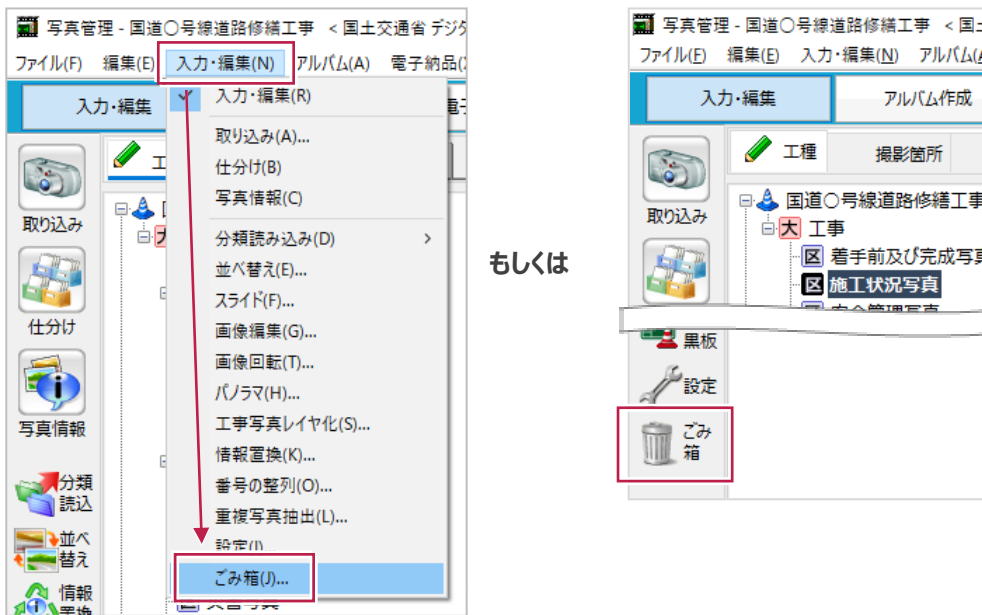 写真管理 - 国道○号線道路修繕工事 < 国土交通省 デジタ
ファイル(F) 編集(E) 入力・編集(N) アルバム(A) 電子納品(
入力・編集
入力・編集(R)
取り込み(A)...
仕分け(B)
写真情報(C)
分類読み込み(D) >
並べ替え(E)...
スライド(F)...
画像編集(G)...
画像回転(T)...
パノラマ(H)...
工事写真レイヤ化(S)...
情報置換(K)...
番号の整列(O)...
重複写真抽出(L)...
設定(I)...
ごみ箱(J)...
取り込み
仕分け
写真情報
分類
読込
並べ
替え
情報
置換
もしくは
写真管理 - 国道○号線道路修繕工事 < 国土
ファイル(F) 編集(E) 入力・編集(N) アルバム(A
入力・編集 アルバム作成
工種 撮影箇所
国道○号線道路修繕工事
大 工事
区 着手前及び完成写真
区 施工状況写真
取り込み
黒板
設定
ごみ
箱